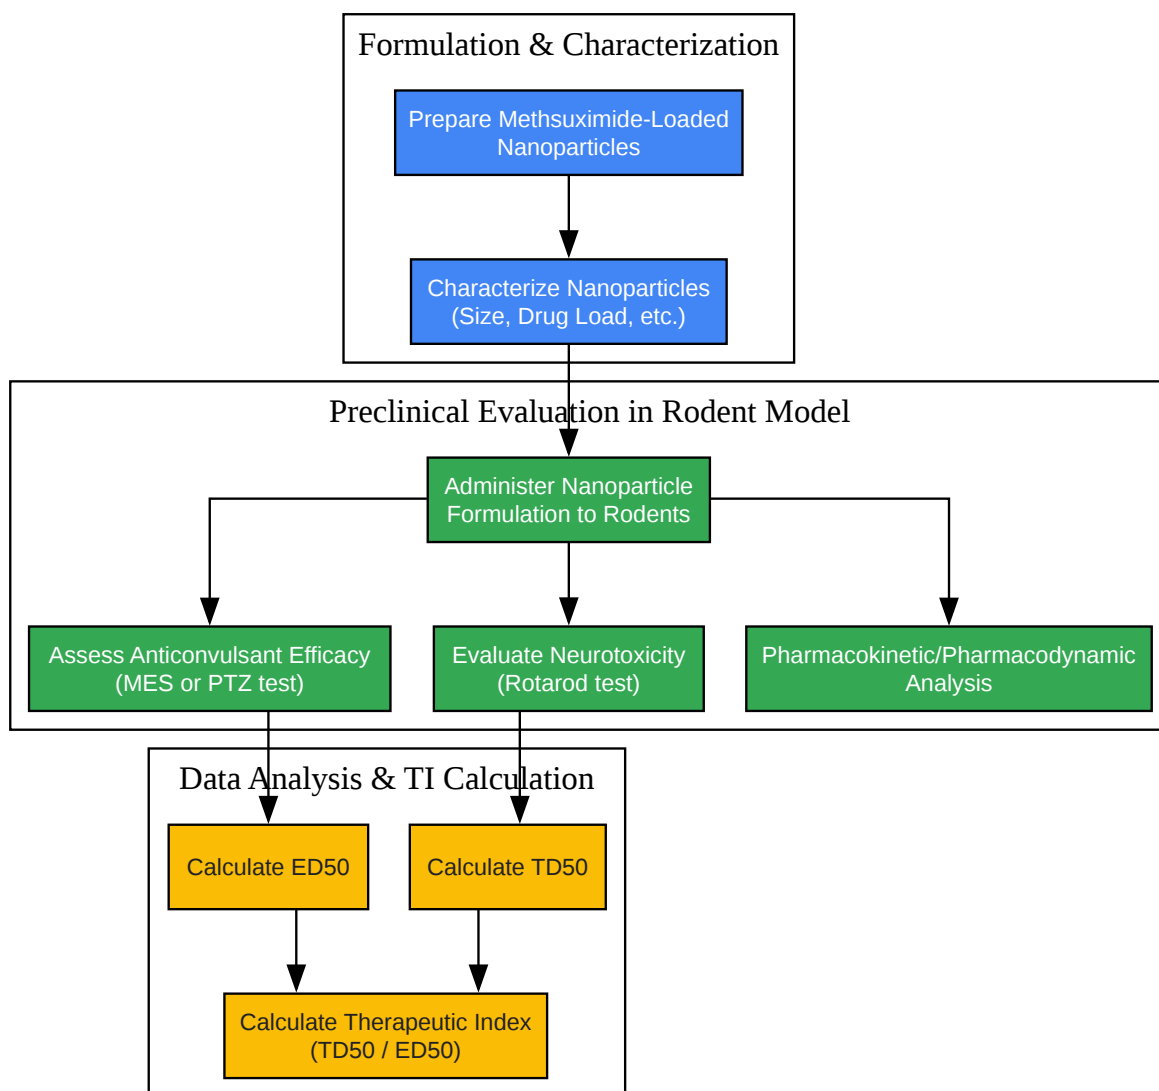 Formulation & Characterization
Prepare Methsuximide-Loaded
Nanoparticles
Characterize Nanoparticles
(Size, Drug Load, etc.)
Preclinical Evaluation in Rodent Model
Administer Nanoparticle
Formulation to Rodents
Assess Anticonvulsant Efficacy
(MES or PTZ test)
Evaluate Neurotoxicity
(Rotarod test)
Pharmacokinetic/Pharmacodynamic
Analysis
Data Analysis & TI Calculation
Calculate ED50
Calculate TD50
Calculate Therapeutic Index
(TD50 / ED50)